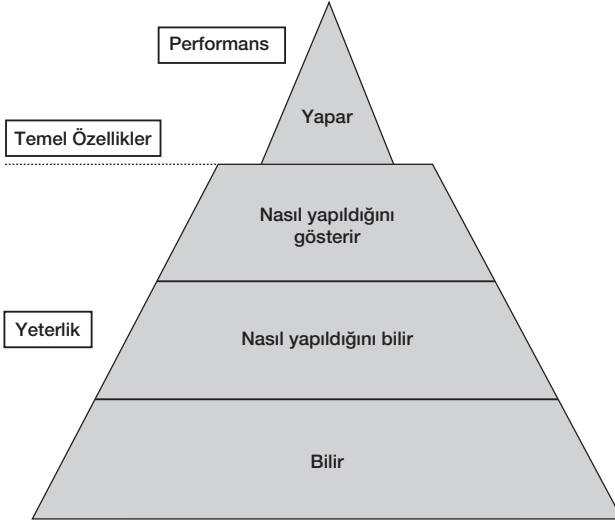 Performans
Yapar
Temel Özellikler
Nasıl yapıldığını
gösterir
Yeterlik
Nasıl yapıldığını bilir
Bilir